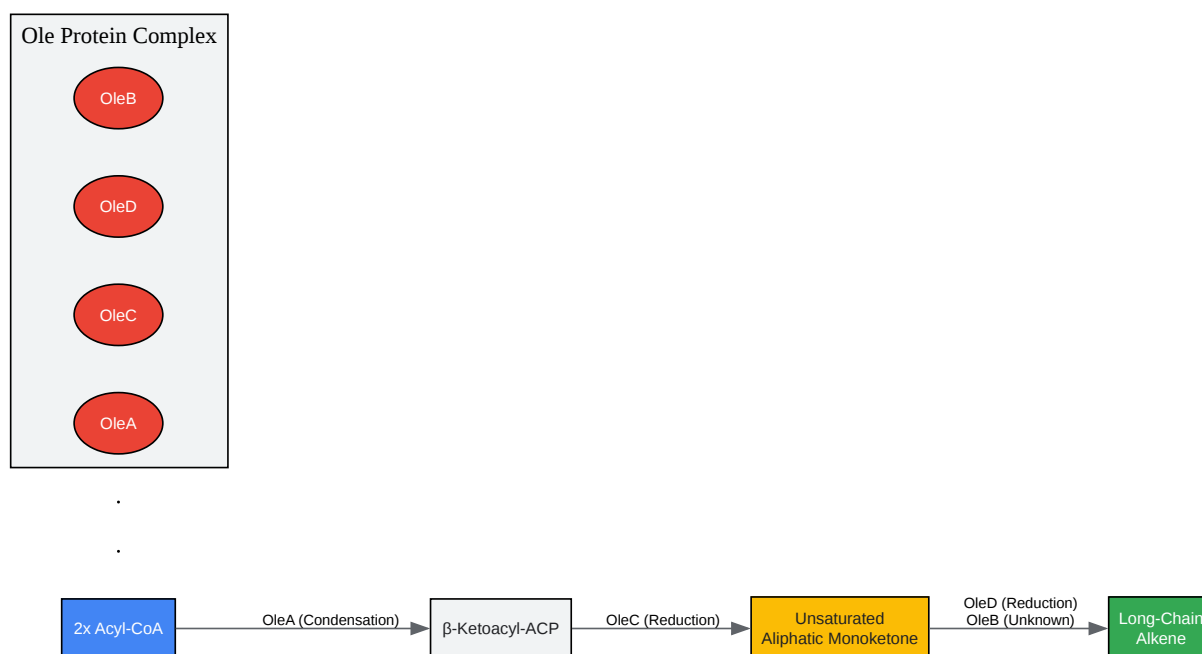 Ole Protein Complex
OleB
OleD
OleC
OleA
.
.
2x Acyl-CoA
OleA (Condensation)
β-Ketoacyl-ACP
OleC (Reduction)
Unsaturated
Aliphatic Monoketone
OleD (Reduction)
OleB (Unknown)
Long-Chain
Alkene